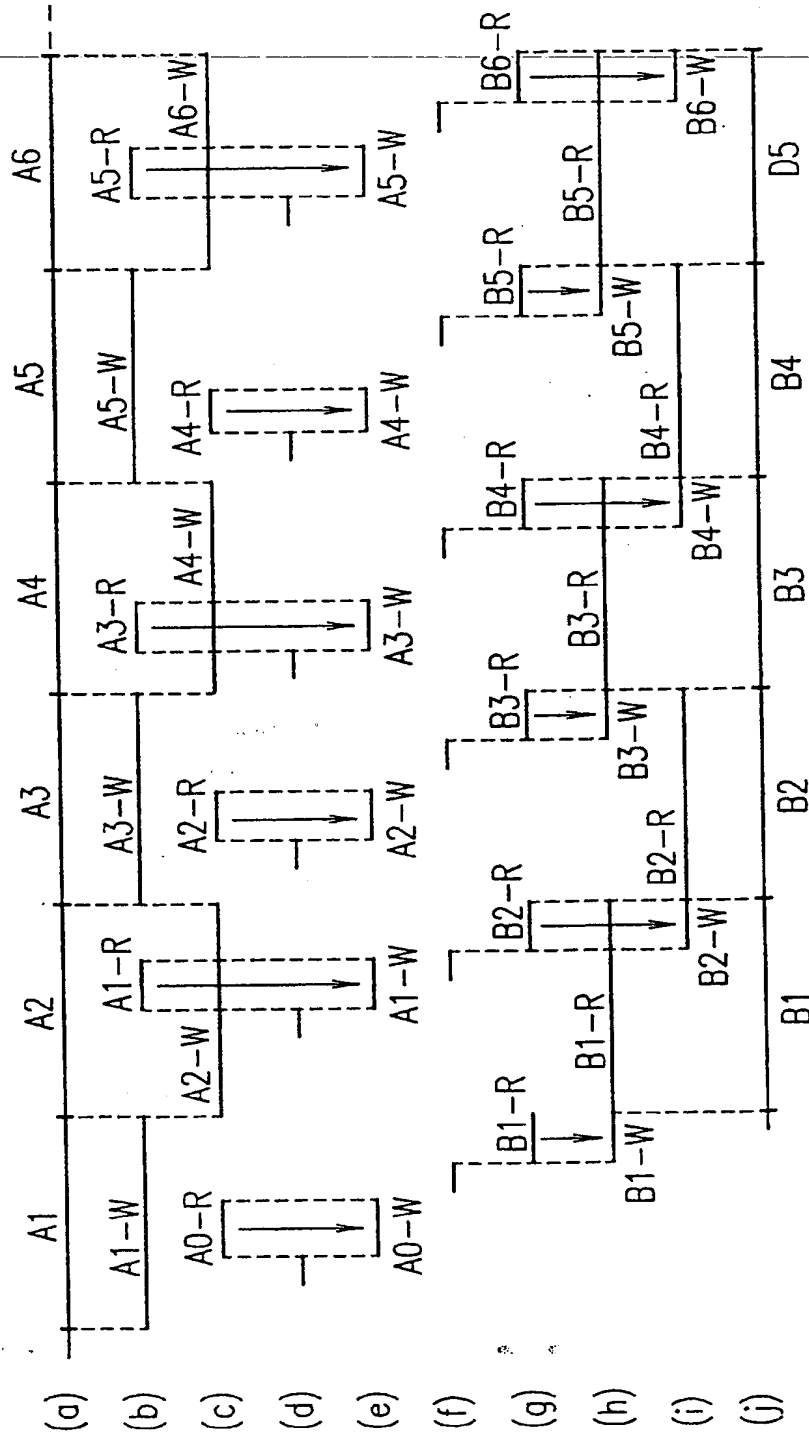 (a) A1 A2 A3 A4 A5 A6
(b) A1-W A1-R A3-W A3-R A5-W A5-R
(c) A0-R A2-W A2-R A4-W A4-R A6-W
(d)
(e) A0-W A1-W A2-W A3-W A4-W A5-W
(f)
(g) B1-R B2-R B3-R B4-R B5-R B6-R
(h) B1-W B1-R B3-W B3-R B5-W B5-R
(i) B2-W B2-R B4-W B4-R B6-W
(j) B1 B2 B3 B4 D5